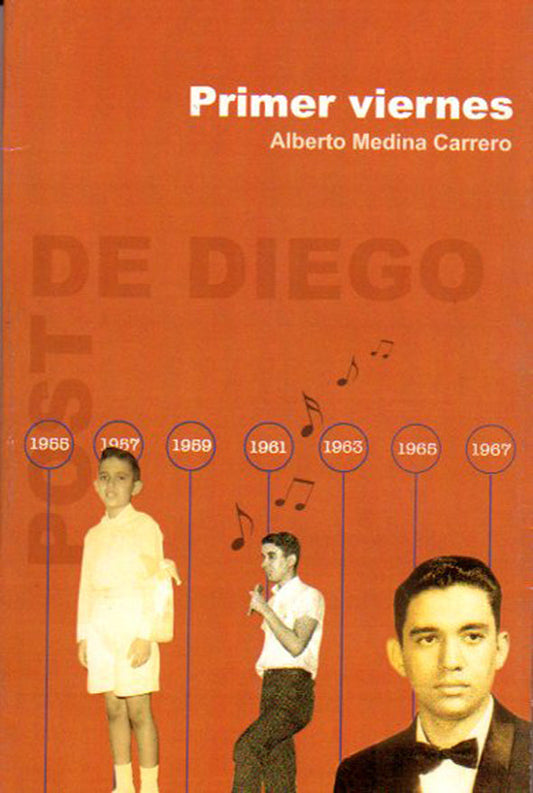 Primer viernes
Alberto Medina Carrero
DE DIEGO
POST
1955 1957 1959 1961 1963 1965 1967